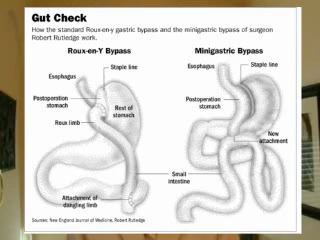 Gut Check
How the standard Roux-en-y gastric bypass and the minigastric bypass of surgeon
Robert Rutledge work.
Roux-en-Y Bypass
Minigastric Bypass
Staple line
Esophagus
Postoperation
stomach
Rest of
stomach
Roux limb
Attachment of
dangling limb
Staple line
Esophagus
Postoperation
stomach
New
attachment
Small
intestine
Sources: New England Journal of Medicine, Robert Rutledge